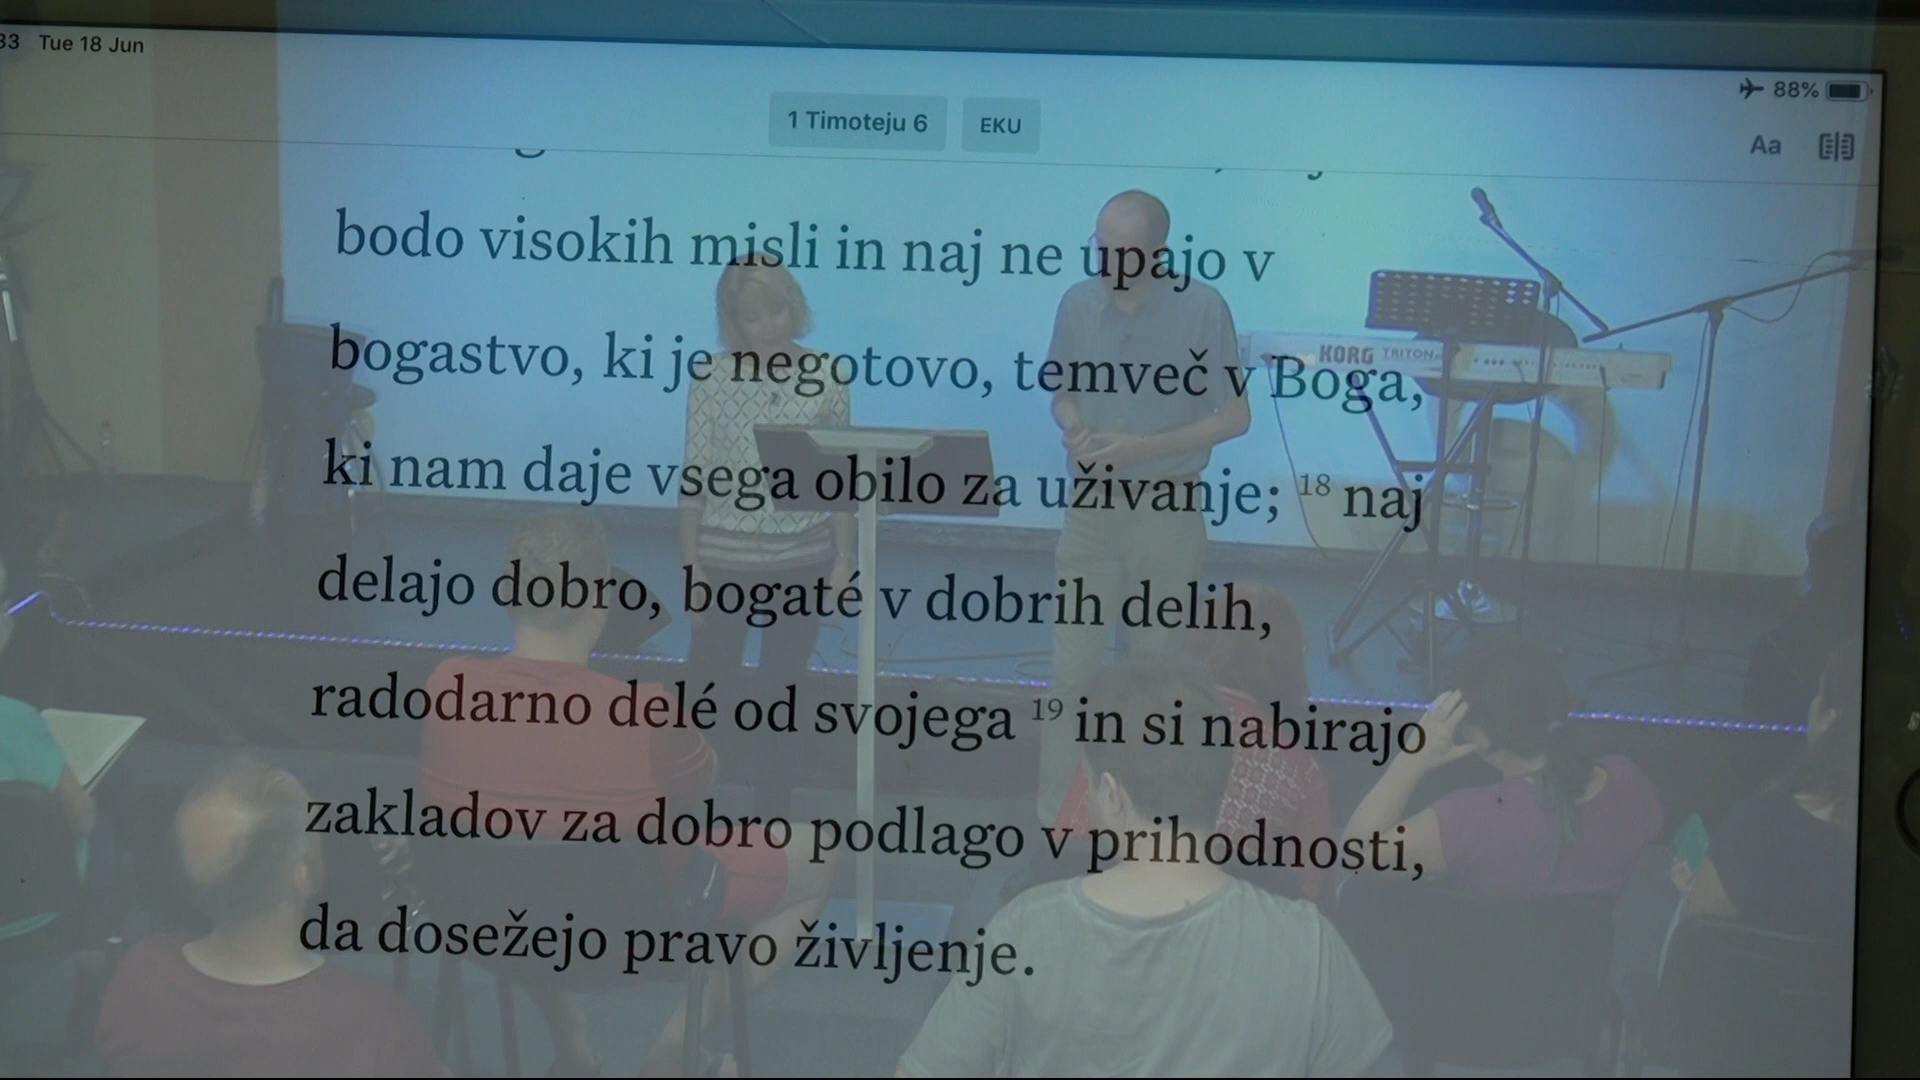 33 Tue 18 Jun
88%
1 Timoteju 6 EKU
Aa
bodo visokih misli in naj ne upajo v
bogastvo, ki je negotovo, temveč v Boga,
KORG TRITON
ki nam daje vsega obilo za uživanje; 18 naj
delajo dobro, bogaté v dobrih delih,
radodarno delé od svojega 19 in si nabirajo
zakladov za dobro podlago v prihodnosti,
da dosežejo pravo življenje.